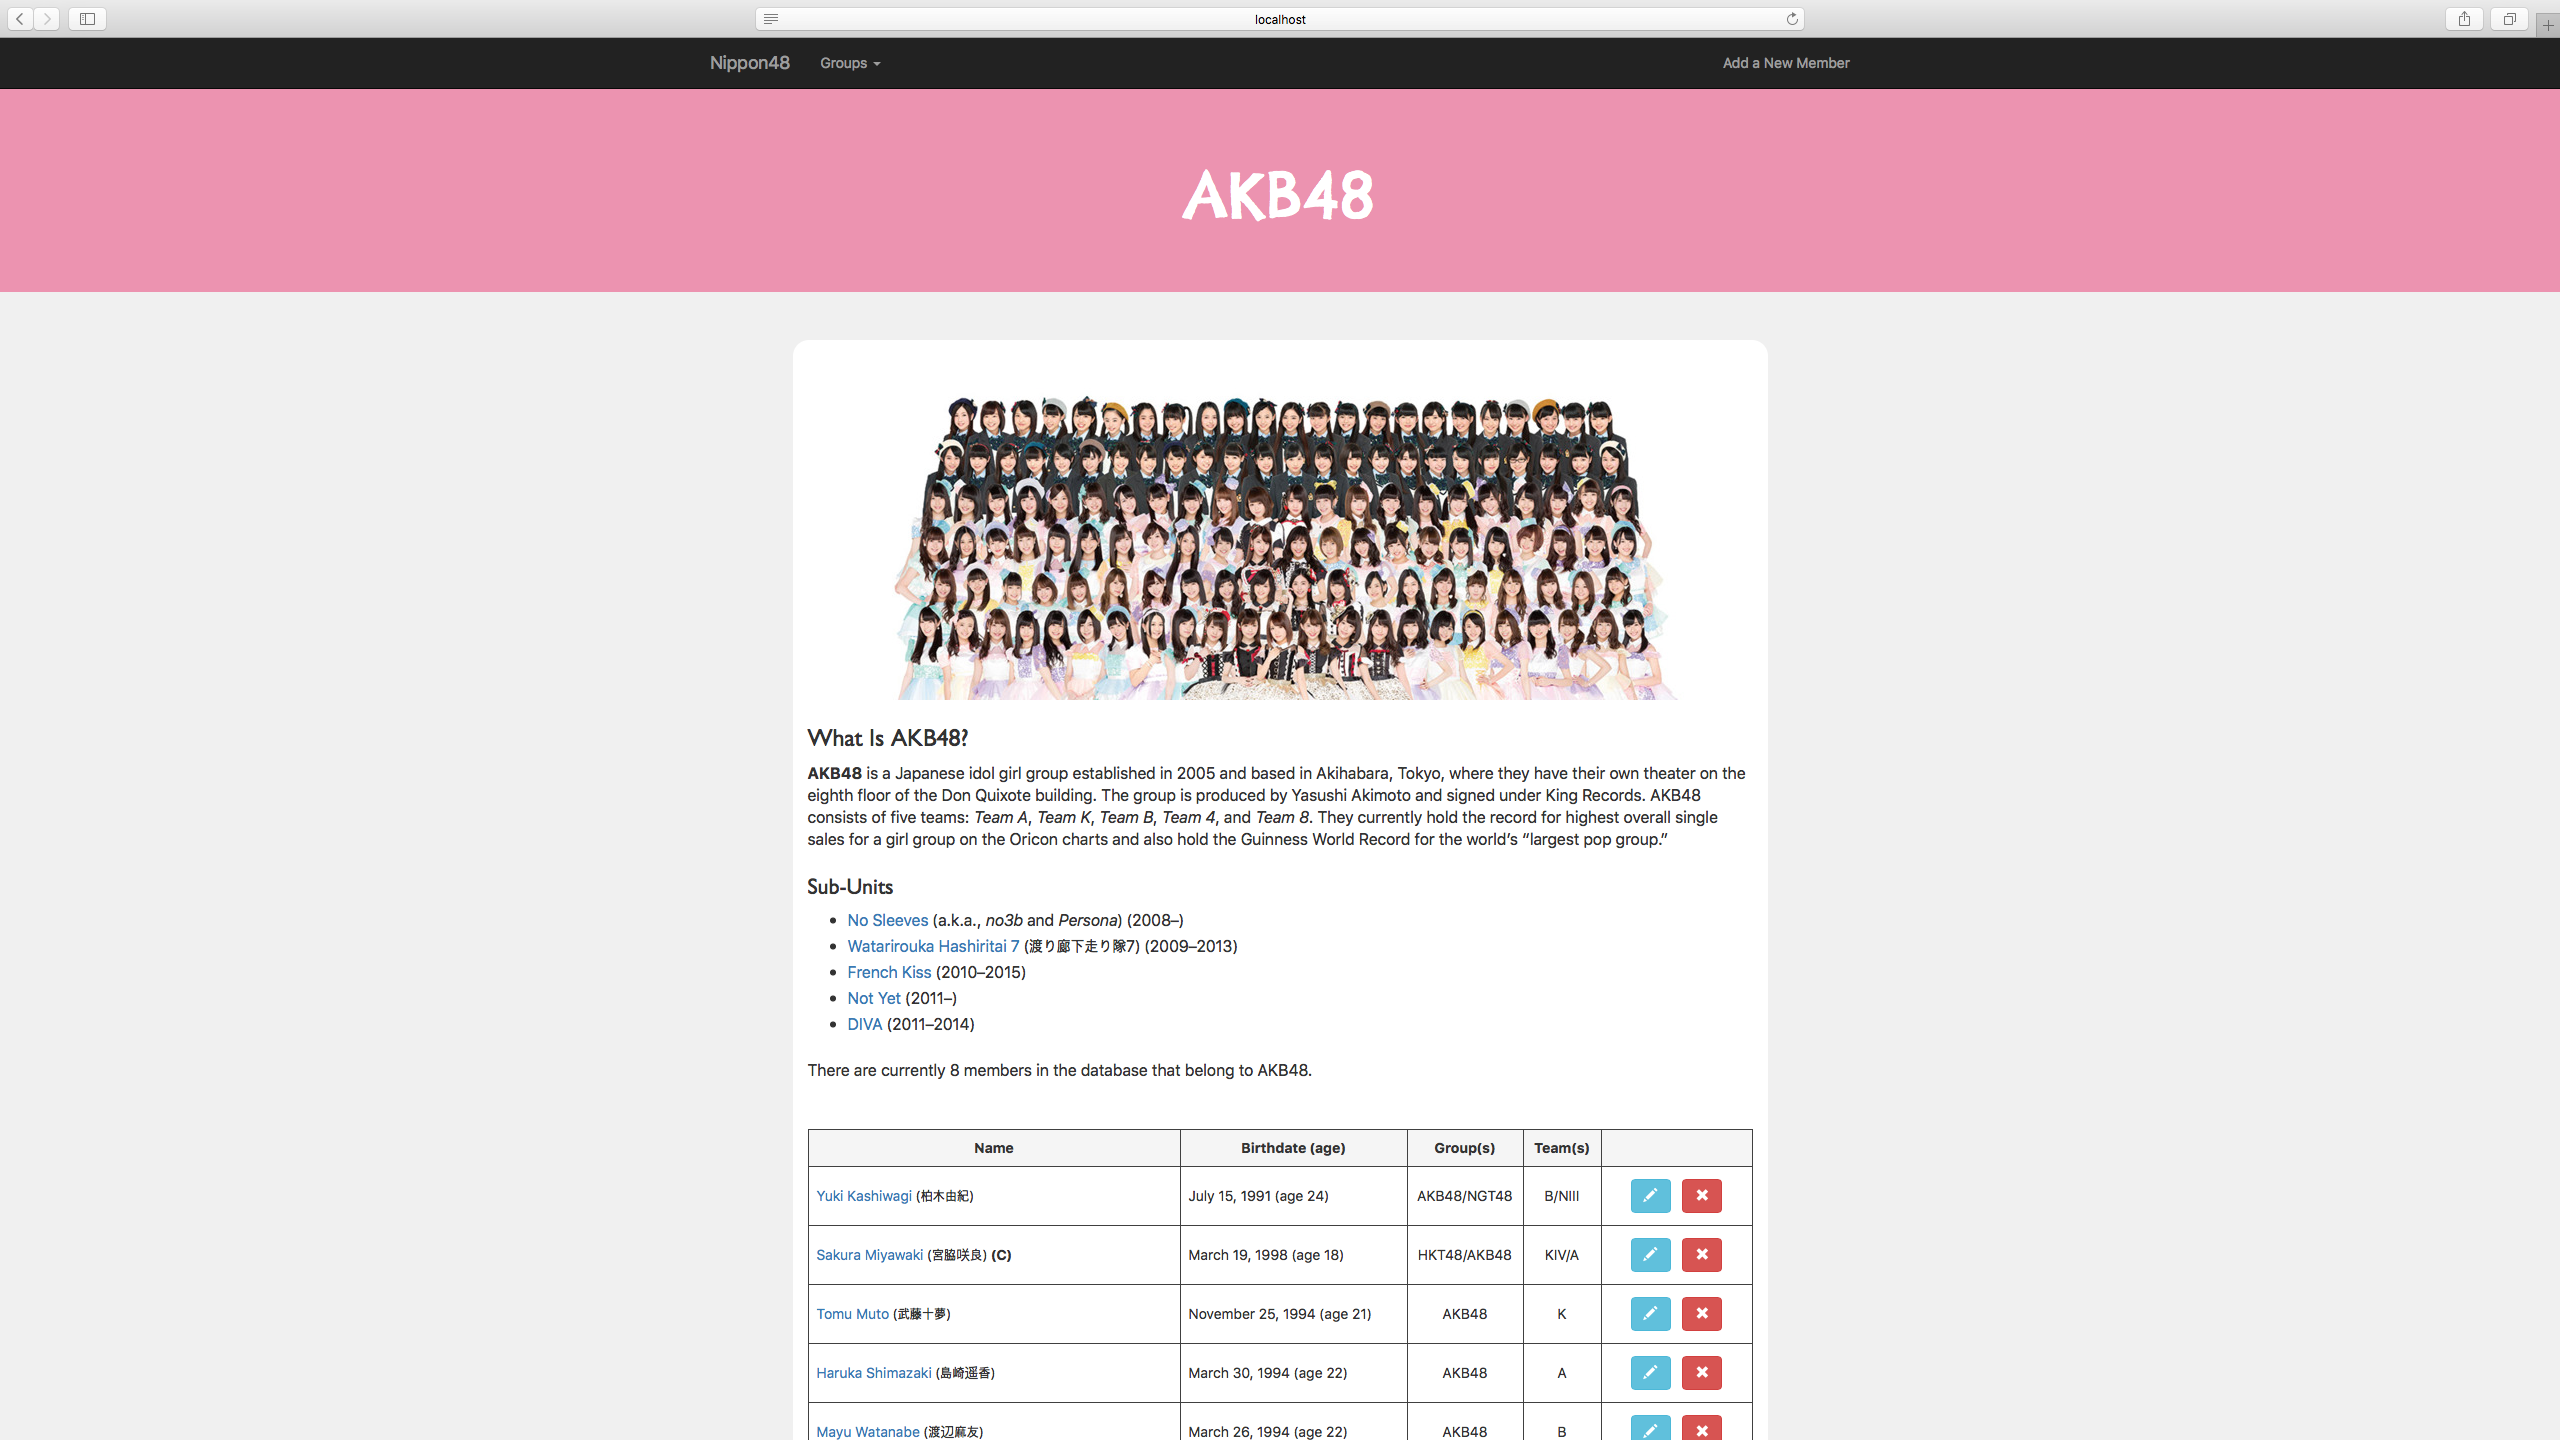 localhost
Nippon48
Groups
Add a New Member
AKB48
What Is AKB48?
AKB48 is a Japanese idol girl group established in 2005 and based in Akihabara, Tokyo, where they have their own theater on the
eighth floor of the Don Quixote building. The group is produced by Yasushi Akimoto and signed under King Records. AKB48
consists of five teams: Team A, Team K, Team B, Team 4, and Team 8. They currently hold the record for highest overall single
sales for a girl group on the Oricon charts and also hold the Guinness World Record for the world’s “largest pop group.”
Sub-Units
• No Sleeves (a.k.a., no3b and Persona) (2008–)
• Watarirouka Hashiritai 7 (渡り廊下走り隊7) (2009–2013)
• French Kiss (2010–2015)
• Not Yet (2011–)
• DIVA (2011–2014)
There are currently 8 members in the database that belong to AKB48.
Name Birthdate (age) Group(s) Team(s)
Yuki Kashiwagi (柏木由紀) July 15, 1991 (age 24) AKB48/NGT48 B/NIII
Sakura Miyawaki (宮脇咲良) (C) March 19, 1998 (age 18) HKT48/AKB48 KIV/A
Tomu Muto (武藤十夢) November 25, 1994 (age 21) AKB48 K
Haruka Shimazaki (島崎遥香) March 30, 1994 (age 22) AKB48 A
Mayu Watanabe (渡辺麻友) March 26, 1994 (age 22) AKB48 B